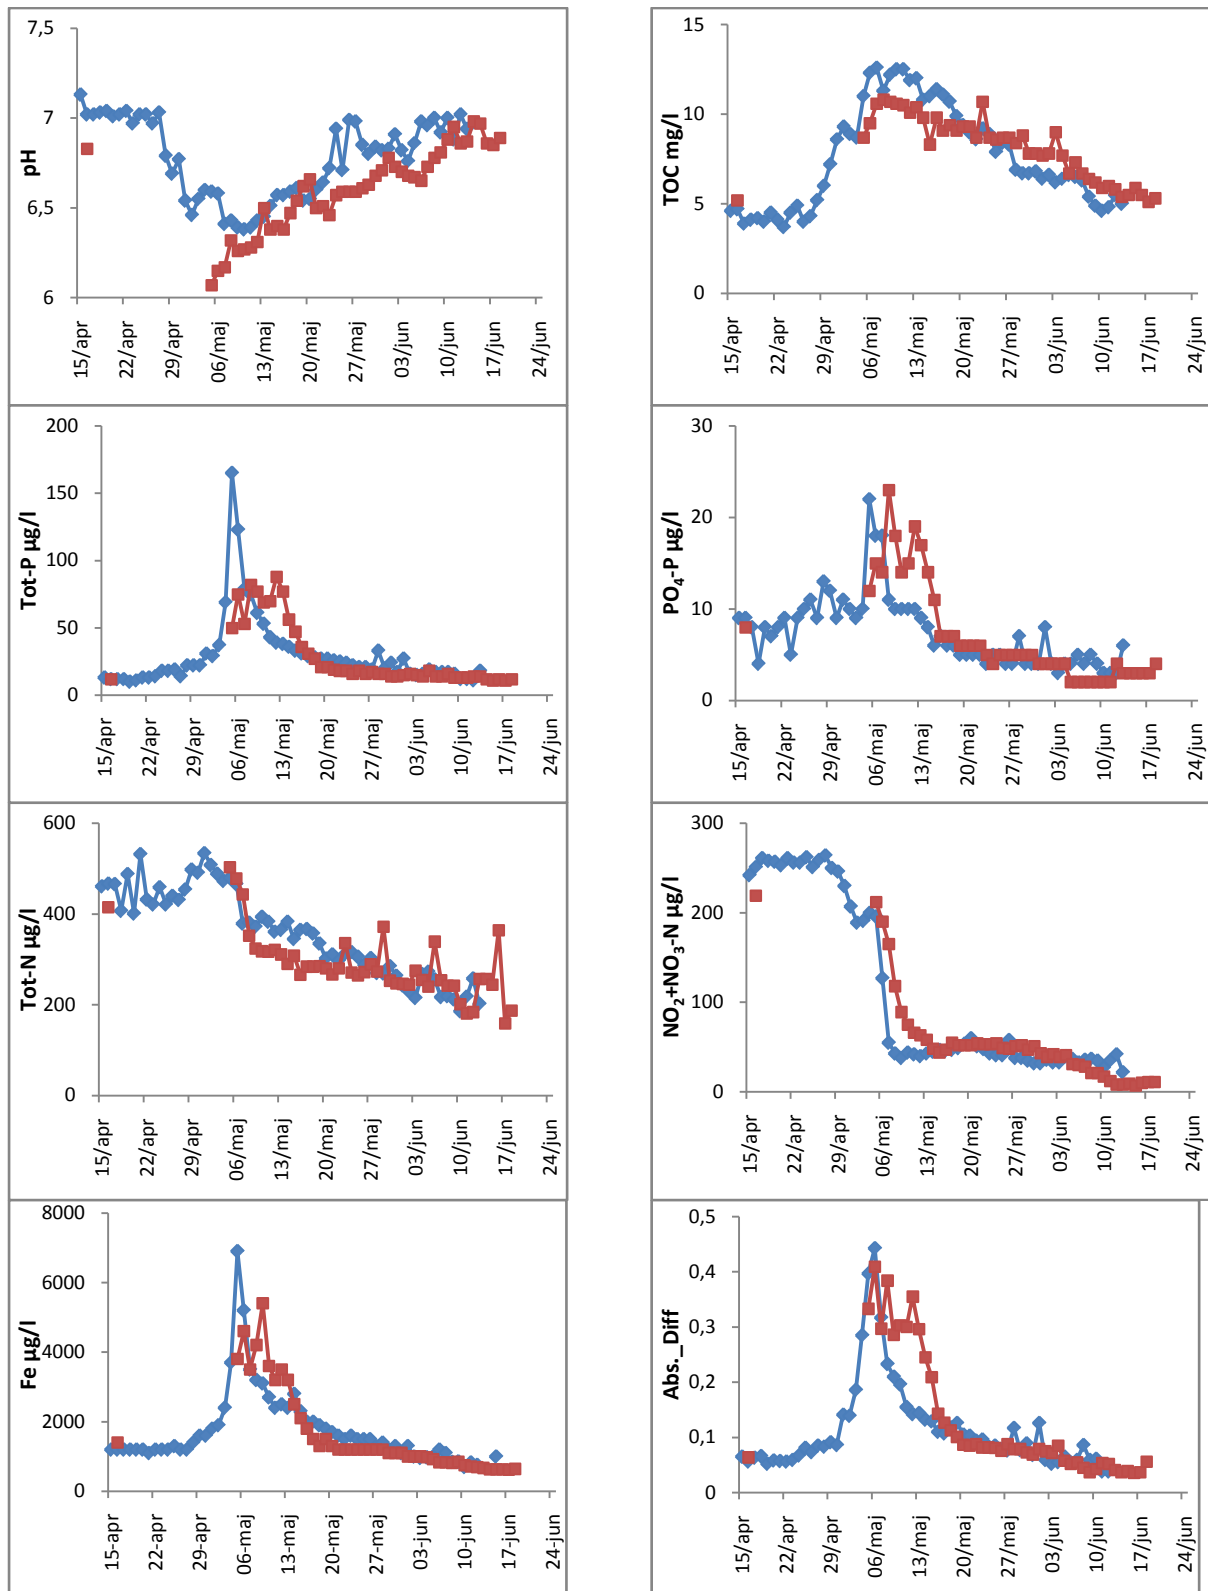 pH
7,5
7
6,5
6
15/apr
22/apr
29/apr
06/maj
13/maj
20/maj
27/maj
03/jun
10/jun
17/jun
24/jun
TOC mg/l
15
10
5
0
15/apr
22/apr
29/apr
06/maj
13/maj
20/maj
27/maj
03/jun
10/jun
17/jun
24/jun
Tot-P µg/l
200
150
100
50
0
15/apr
22/apr
29/apr
06/maj
13/maj
20/maj
27/maj
03/jun
10/jun
17/jun
24/jun
PO₄-P µg/l
30
20
10
0
15/apr
22/apr
29/apr
06/maj
13/maj
20/maj
27/maj
03/jun
10/jun
17/jun
24/jun
Tot-N µg/l
600
400
200
0
15/apr
22/apr
29/apr
06/maj
13/maj
20/maj
27/maj
03/jun
10/jun
17/jun
24/jun
NO₂+NO₃-N µg/l
300
200
100
0
15/apr
22/apr
29/apr
06/maj
13/maj
20/maj
27/maj
03/jun
10/jun
17/jun
24/jun
Fe µg/l
8000
6000
4000
2000
0
15-apr
22-apr
29-apr
06-maj
13-maj
20-maj
27-maj
03-jun
10-jun
17-jun
24-jun
Abs._Diff
0,5
0,4
0,3
0,2
0,1
0
15/apr
22/apr
29/apr
06/maj
13/maj
20/maj
27/maj
03/jun
10/jun
17/jun
24/jun